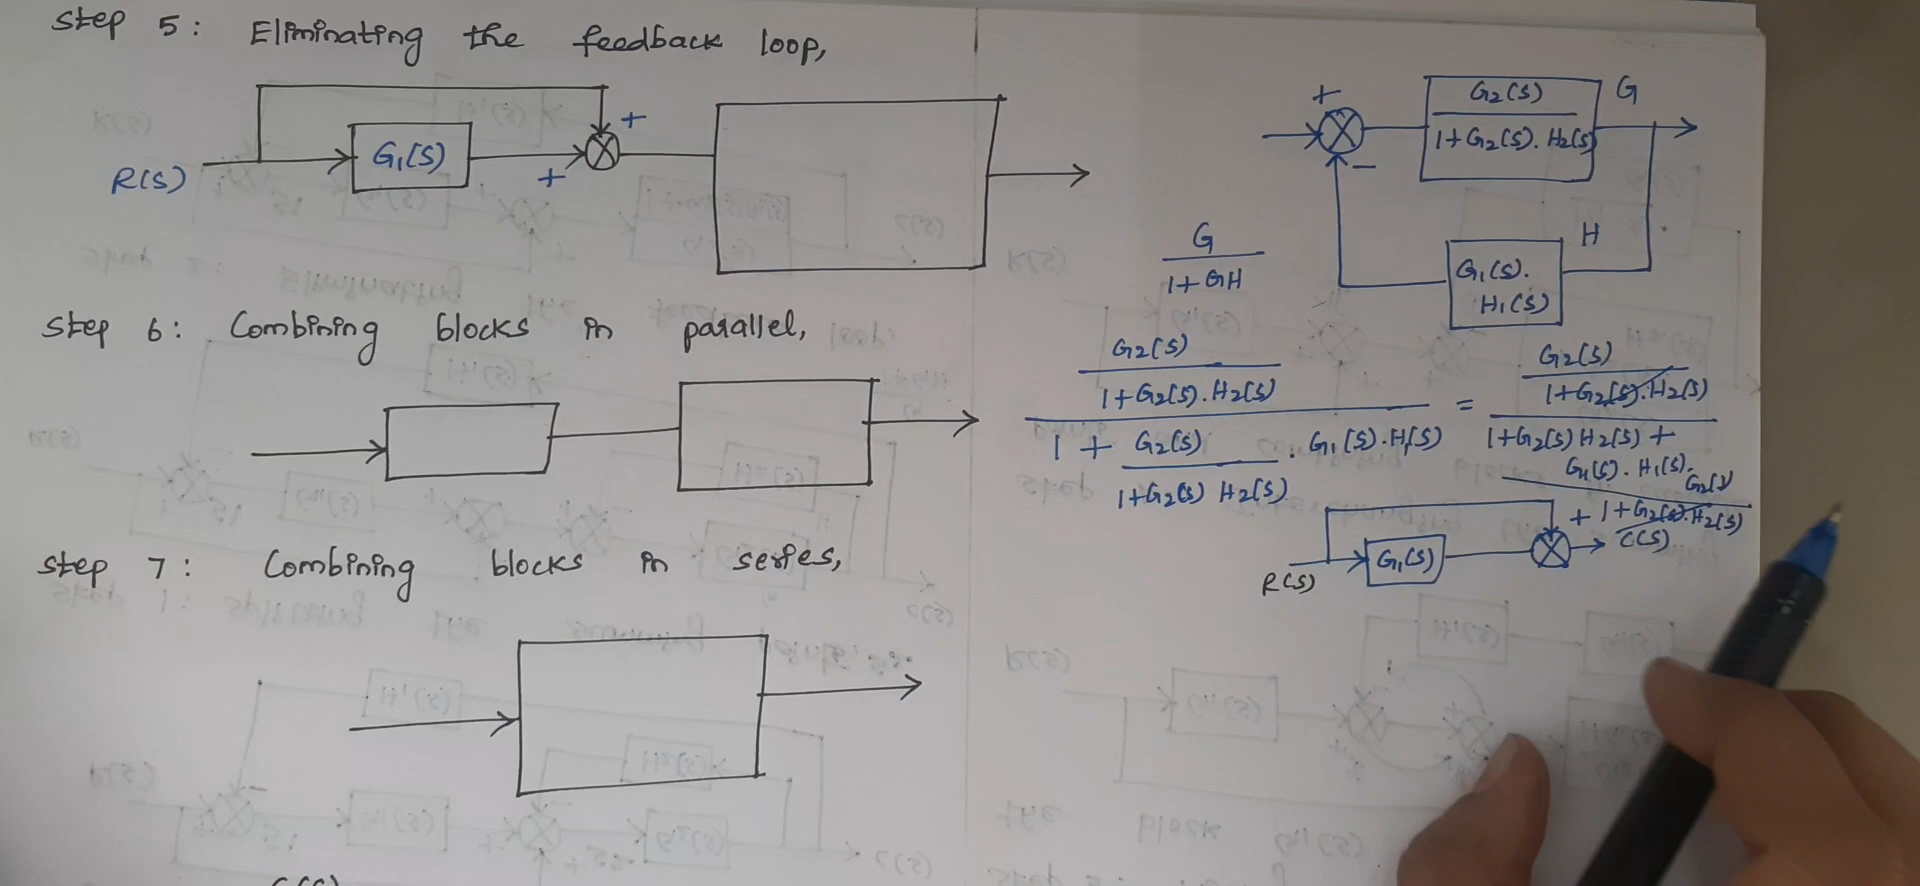 Step 5: Eliminating the feedback loop,
+
G1(S)
+
R(S)
Step 6: Combining blocks in parallel,
Step 7: Combining blocks in series,
+
G2(S)
1+G2(S).H2(S)
G
-
H
G1(S).
H1(S)
G
1+GH
G2(S)
1+G2(S).H2(S)
1+ G2(S) . G1(S).H1(S)
1+G2(S) H2(S)
=
G2(S)
1+G2(S).H2(S)
1+G2(S)H2(S)+
G1(S).H1(S).
G2(S)
1+G2(S).H2(S)
+
C(S)
G1(S)
R(S)